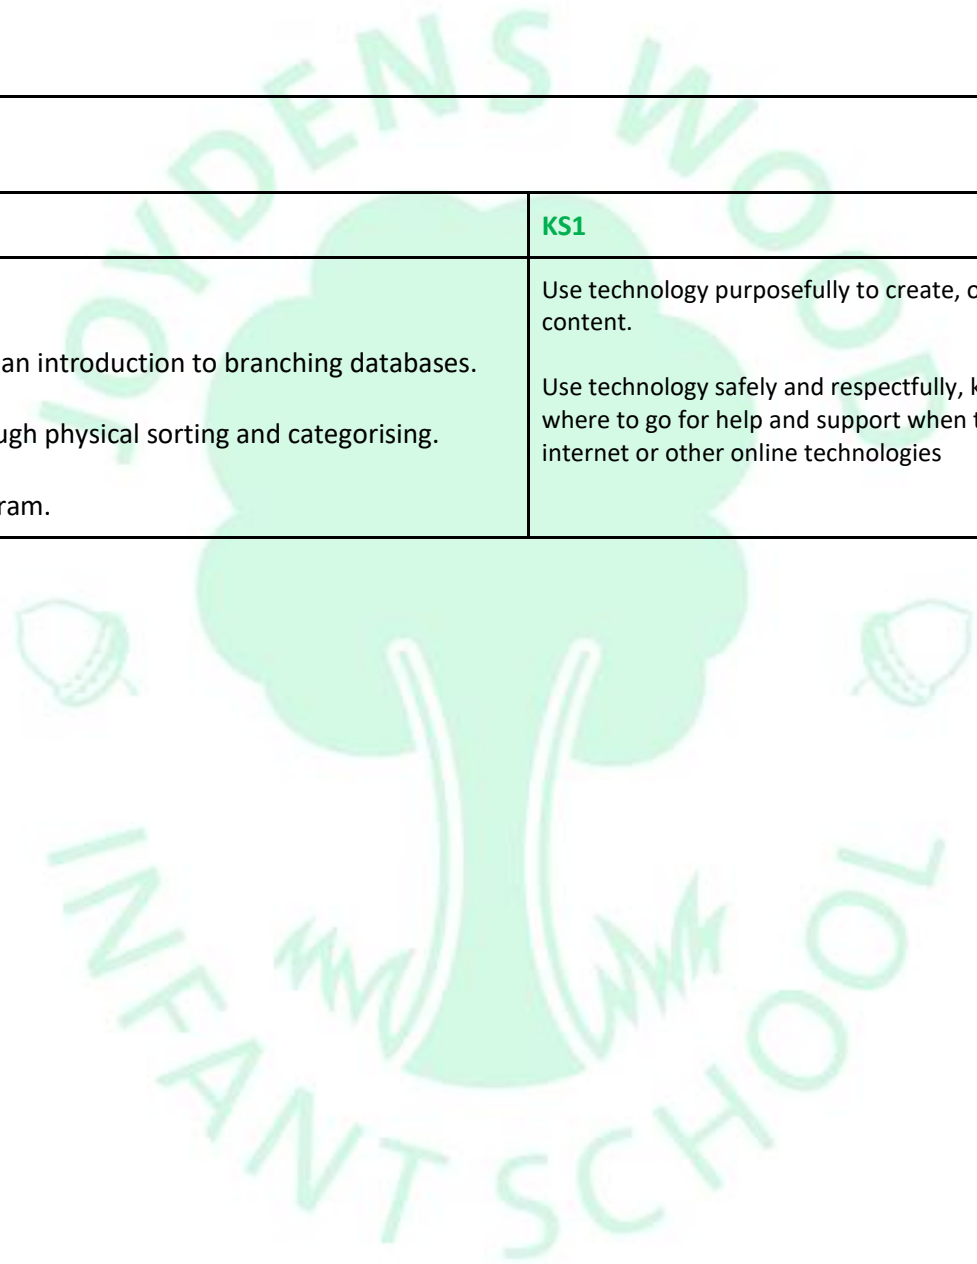 JOYDENS WOOD
KS1
an introduction to branching databases.
ugh physical sorting and categorising.
ram.
Use technology purposefully to create, o
content.
Use technology safely and respectfully, k
where to go for help and support when t
internet or other online technologies
INFANT SCHOOL